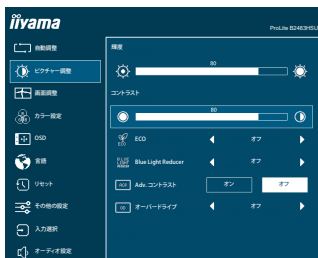 iiyama
ProLite B2483HSU
自動調整
ピクチャー調整
画面調整
カラー設定
OSD
言語
リセット
その他の設定
入力選択
オーディオ設定
輝度
80
コントラスト
80
ECO
ECO オフ
Blue Light Reducer オフ
ACR Adv. コントラスト オン オフ
OD オーバードライブ オフ